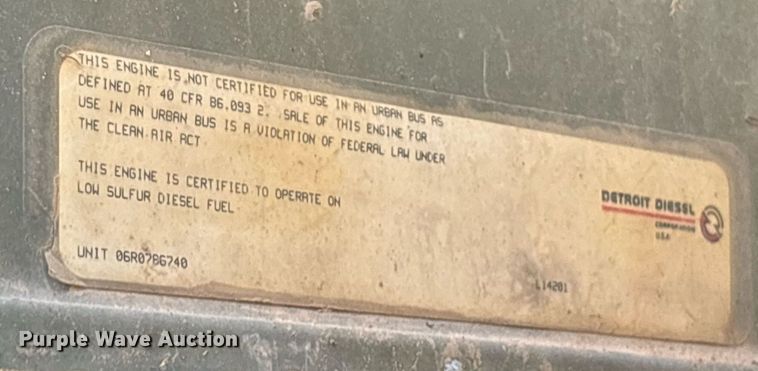 THIS ENGINE IS NOT CERTIFIED FOR USE IN AN URBAN BUS AS
DEFINED AT 40 CFR 86.093 2. SALE OF THIS ENGINE FOR
USE IN AN URBAN BUS IS A VIOLATION OF FEDERAL LAW UNDER
THE CLEAN AIR ACT
THIS ENGINE IS CERTIFIED TO OPERATE ON
LOW SULFUR DIESEL FUEL
DETROIT DIESEL
CORPORATION
U.S.A.
UNIT 06R0786740
L14201
Purple Wave Auction